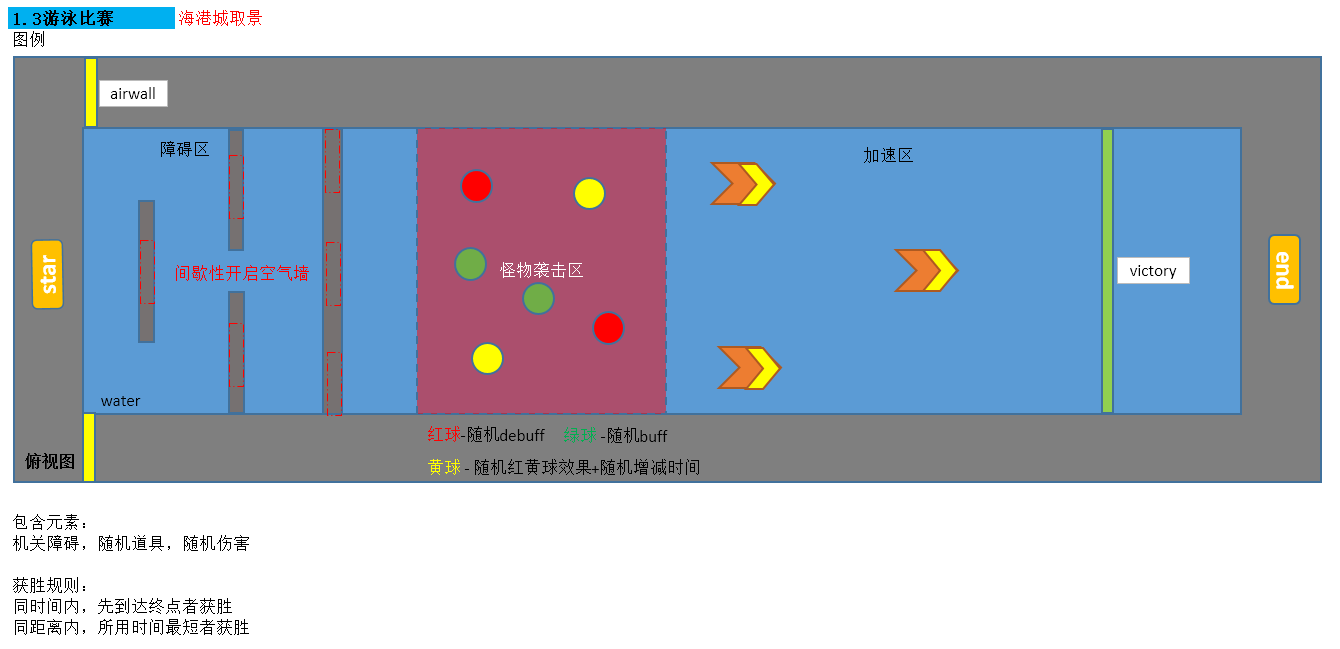 1.3游泳比赛 海港城取景
图例
airwall
障碍区
加速区
star
间歇性开启空气墙
怪物袭击区
victory
end
water
俯视图
红球-随机debuff 绿球 -随机buff
黄球 - 随机红黄球效果+随机增减时间
包含元素：
机关障碍，随机道具，随机伤害
获胜规则：
同时间内，先到达终点者获胜
同距离内，所用时间最短者获胜